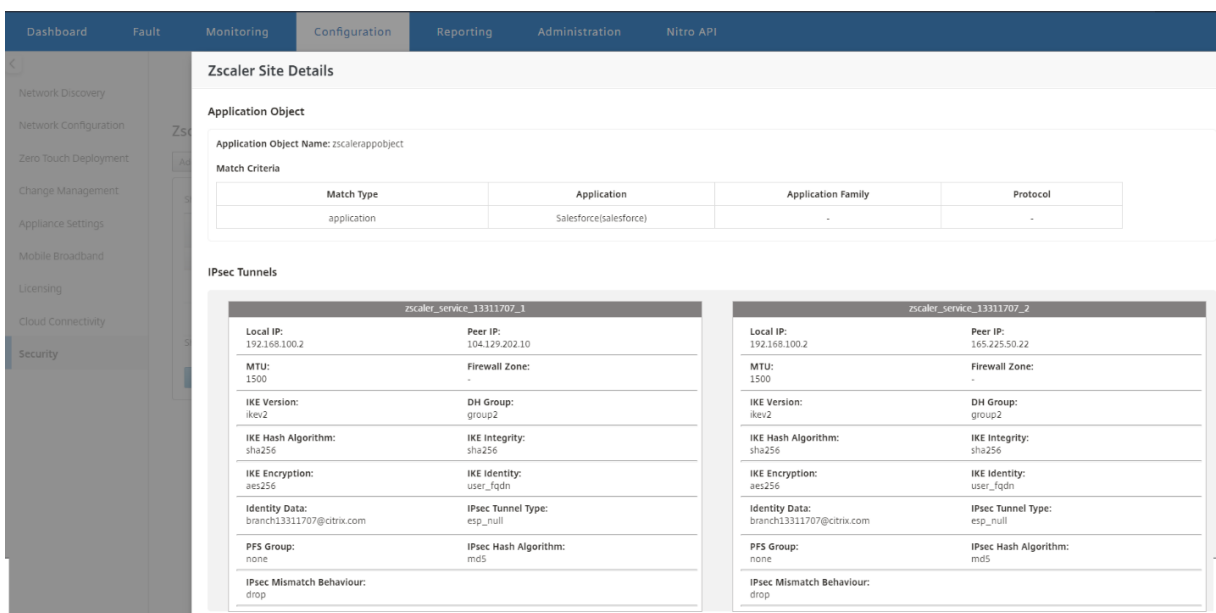 Dashboard Fault Monitoring Configuration Reporting Administration Nitro API
Zscaler Site Details
Network Discovery
Network Configuration
Zero Touch Deployment
Change Management
Appliance Settings
Mobile Broadband
Licensing
Cloud Connectivity
Security
Zsc
Ad
Application Object
Application Object Name: zscalerappobject
Match Criteria
Match Type Application Application Family Protocol
application Salesforce(salesforce) - -
IPsec Tunnels
zscaler_service_13311707_1
Local IP: Peer IP:
192.168.100.2 104.129.202.10
MTU: Firewall Zone:
1500 -
IKE Version: DH Group:
ikev2 group2
IKE Hash Algorithm: IKE Integrity:
sha256 sha256
IKE Encryption: IKE Identity:
aes256 user_fqdn
Identity Data: IPsec Tunnel Type:
branch13311707@citrix.com esp_null
PFS Group: IPsec Hash Algorithm:
none md5
IPsec Mismatch Behaviour:
drop
zscaler_service_13311707_2
Local IP: Peer IP:
192.168.100.2 165.225.50.22
MTU: Firewall Zone:
1500 -
IKE Version: DH Group:
ikev2 group2
IKE Hash Algorithm: IKE Integrity:
sha256 sha256
IKE Encryption: IKE Identity:
aes256 user_fqdn
Identity Data: IPsec Tunnel Type:
branch13311707@citrix.com esp_null
PFS Group: IPsec Hash Algorithm:
none md5
IPsec Mismatch Behaviour:
drop